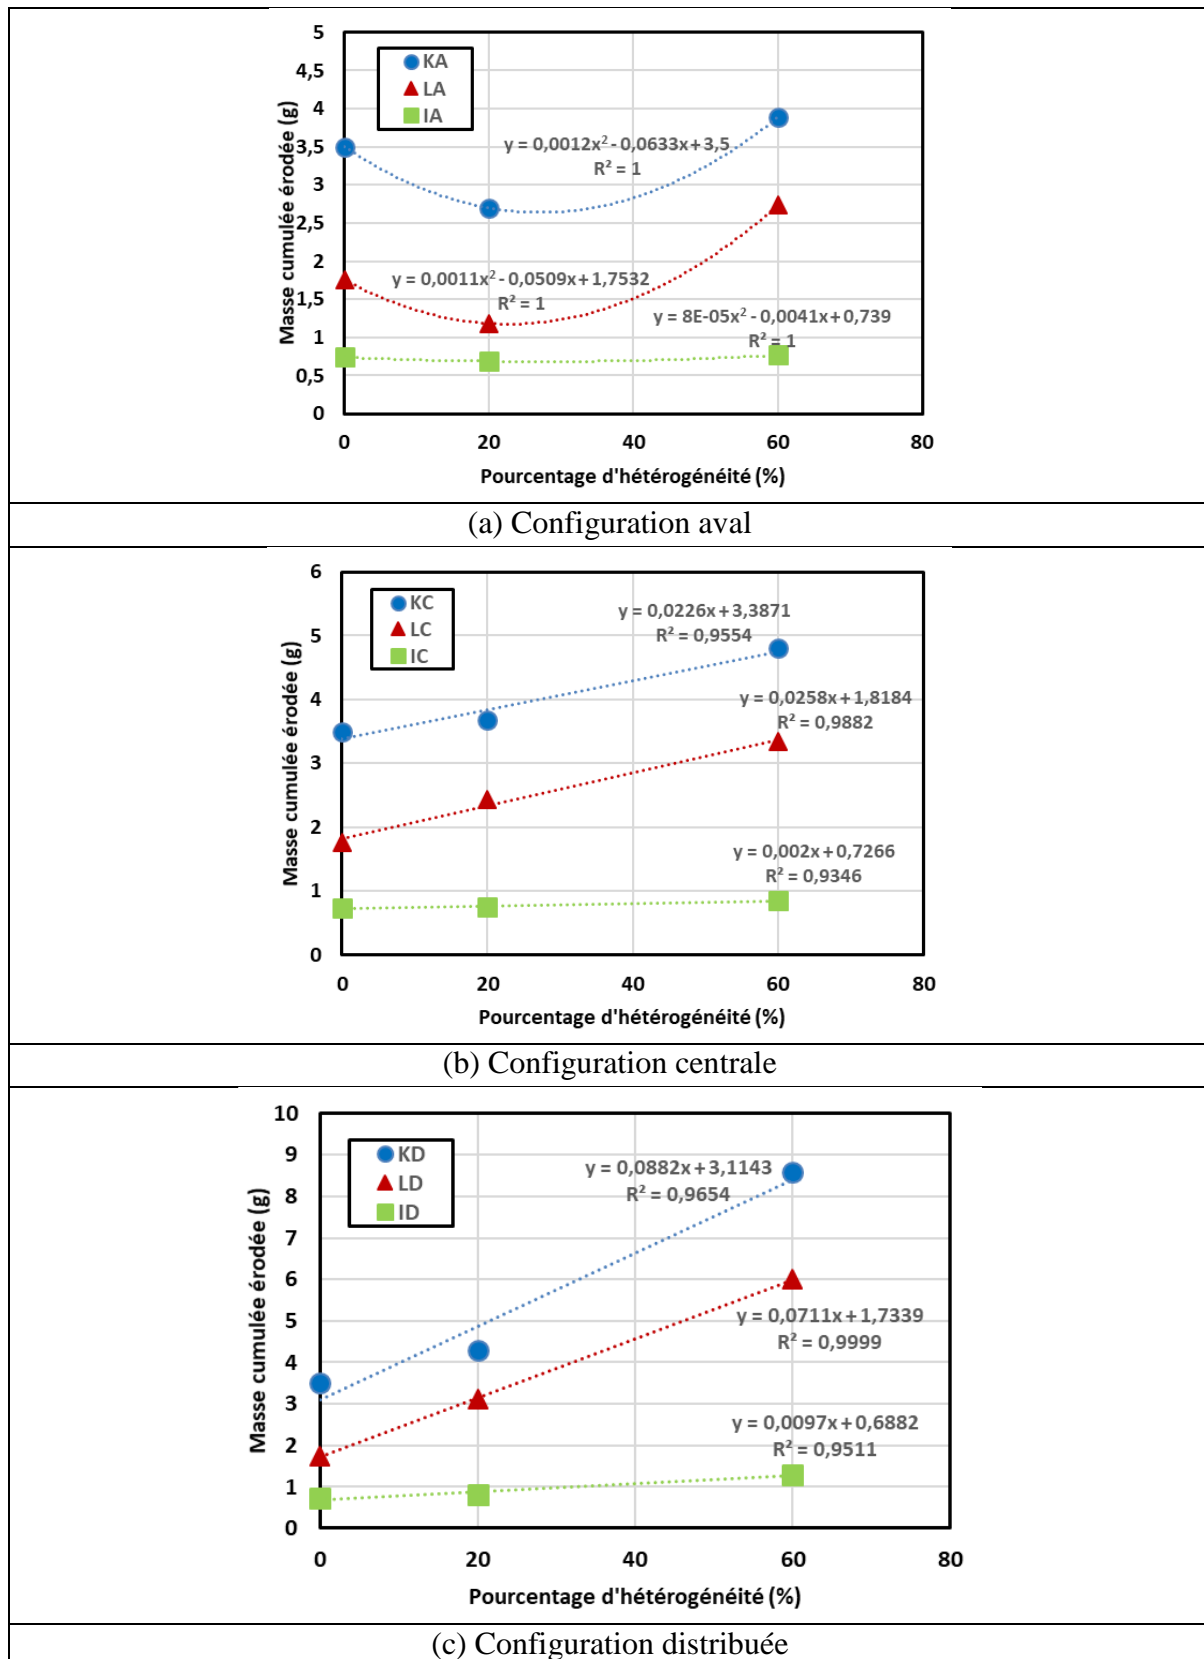 5
4,5
4
3,5
3
2,5
2
1,5
1
0,5
0
Masse cumulée érodée (g)
KA
LA
IA
y = 0,0012x² - 0,0633x + 3,5
R² = 1
y = 0,0011x² - 0,0509x + 1,7532
R² = 1
y = 8E-05x² - 0,0041x + 0,739
R² = 1
0 20 40 60 80
Pourcentage d'hétérogénéité (%)
(a) Configuration aval
6
5
4
3
2
1
0
Masse cumulée érodée (g)
KC
LC
IC
y = 0,0226x + 3,3871
R² = 0,9554
y = 0,0258x + 1,8184
R² = 0,9882
y = 0,002x + 0,7266
R² = 0,9346
0 20 40 60 80
Pourcentage d'hétérogénéité (%)
(b) Configuration centrale
10
9
8
7
6
5
4
3
2
1
0
Masse cumulée érodée (g)
KD
LD
ID
y = 0,0882x + 3,1143
R² = 0,9654
y = 0,0711x + 1,7339
R² = 0,9999
y = 0,0097x + 0,6882
R² = 0,9511
0 20 40 60 80
Pourcentage d'hétérogénéité (%)
(c) Configuration distribuée